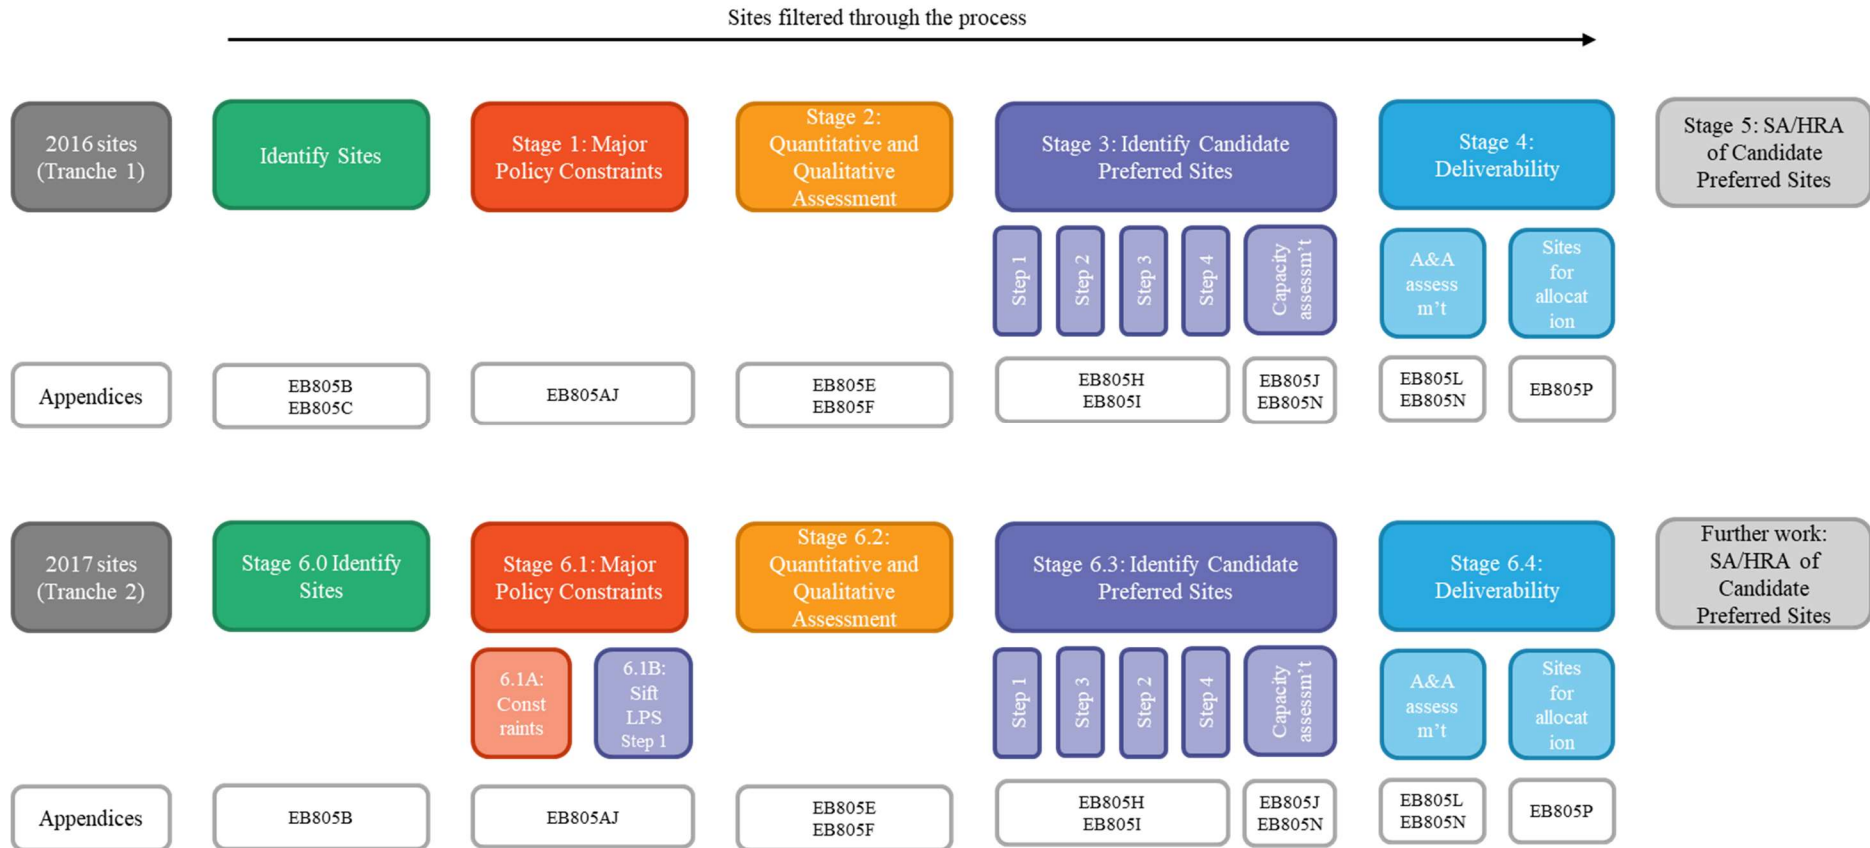 Sites filtered through the process
2016 sites
(Tranche 1)
Identify Sites
Stage 1: Major
Policy Constraints
Stage 2:
Quantitative and
Qualitative
Assessment
Stage 3: Identify Candidate
Preferred Sites
Stage 4:
Deliverability
Stage 5: SA/HRA
of Candidate
Preferred Sites
Step 1
Step 2
Step 3
Step 4
Capacity
assessm't
A&A
assess
m't
Sites
for
allocat
ion
Appendices
EB805B
EB805C
EB805AJ
EB805E
EB805F
EB805H
EB805I
EB805J
EB805N
EB805L
EB805N
EB805P
2017 sites
(Tranche 2)
Stage 6.0 Identify
Sites
Stage 6.1: Major
Policy Constraints
Stage 6.2:
Quantitative and
Qualitative
Assessment
Stage 6.3: Identify Candidate
Preferred Sites
Stage 6.4:
Deliverability
Further work:
SA/HRA of
Candidate
Preferred Sites
6.1A:
Const
raints
6.1B:
Sift
LPS
Step 1
Step 1
Step 3
Step 2
Step 4
Capacity
assessm't
A&A
assess
m't
Sites
for
allocat
ion
Appendices
EB805B
EB805AJ
EB805E
EB805F
EB805H
EB805I
EB805J
EB805N
EB805L
EB805N
EB805P